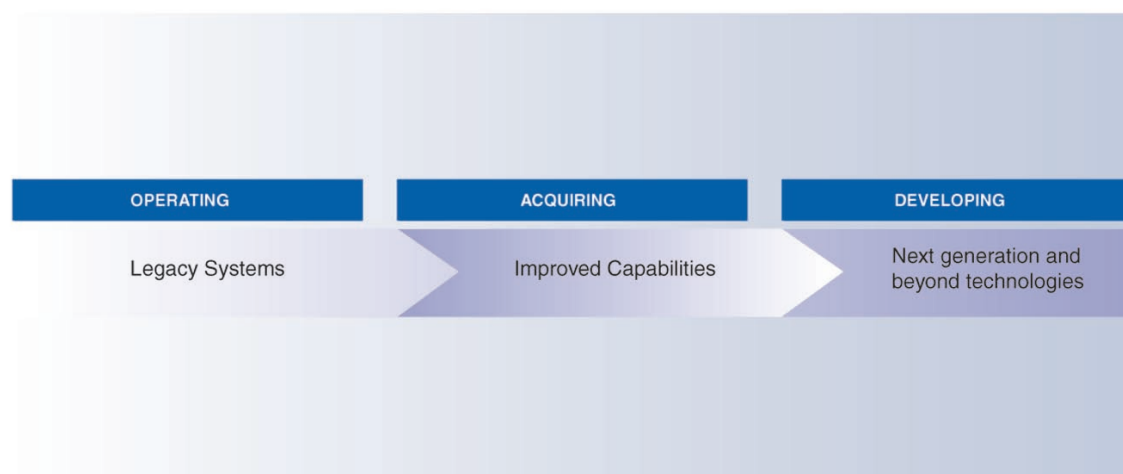 OPERATING
ACQUIRING
DEVELOPING
Legacy Systems
Improved Capabilities
Next generation and
beyond technologies